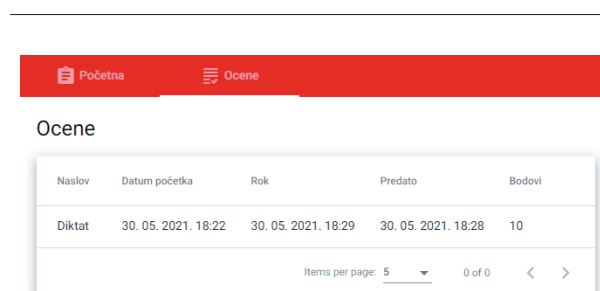 Početna Ocene
Ocene
Naslov Datum početka Rok Predato Bodovi
Diktat 30. 05. 2021. 18:22 30. 05. 2021. 18:29 30. 05. 2021. 18:28 10
Items per page: 5 0 of 0